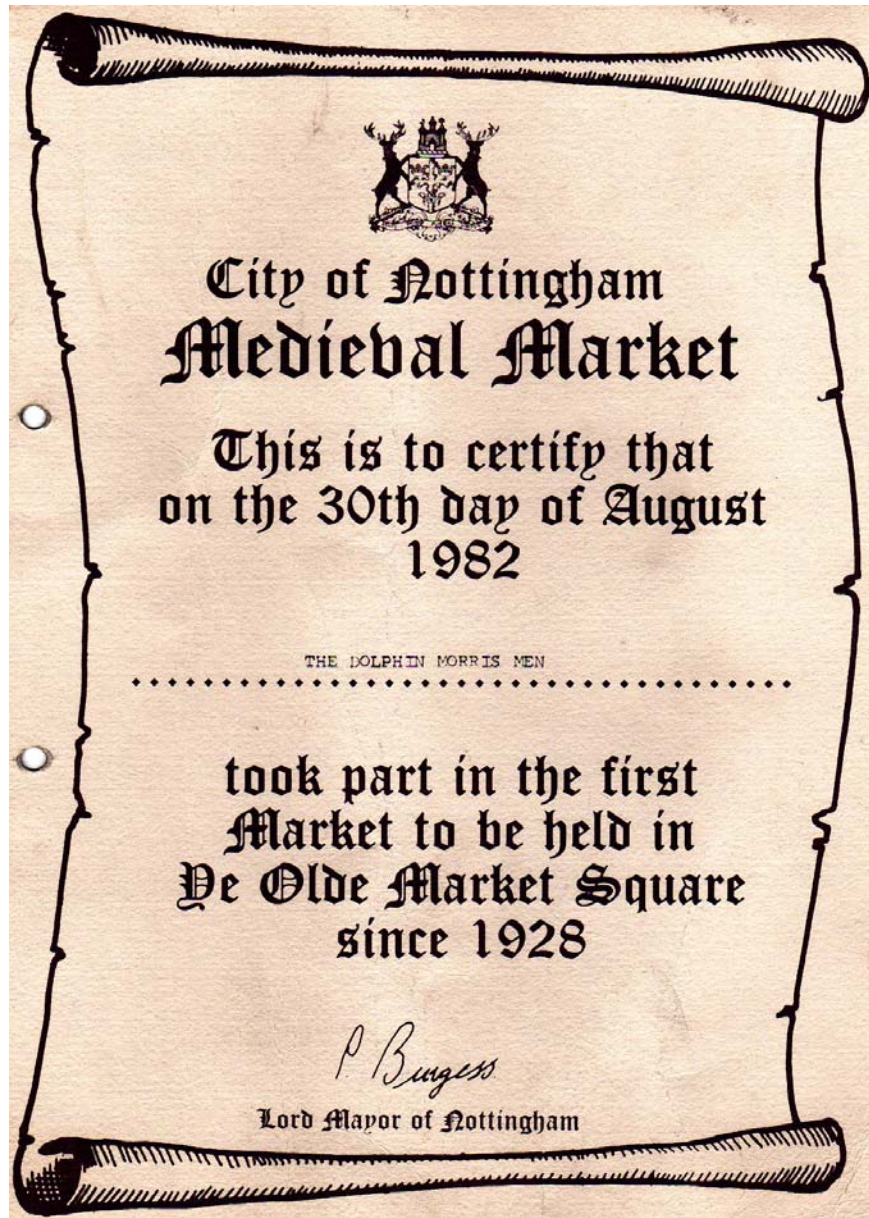 City of Nottingham
Medieval Market
This is to certify that
on the 30th day of August
1982
THE DOLPHIN MORRIS MEN
took part in the first
Market to be held in
Ye Olde Market Square
since 1928
P. Burgess
Lord Mayor of Nottingham